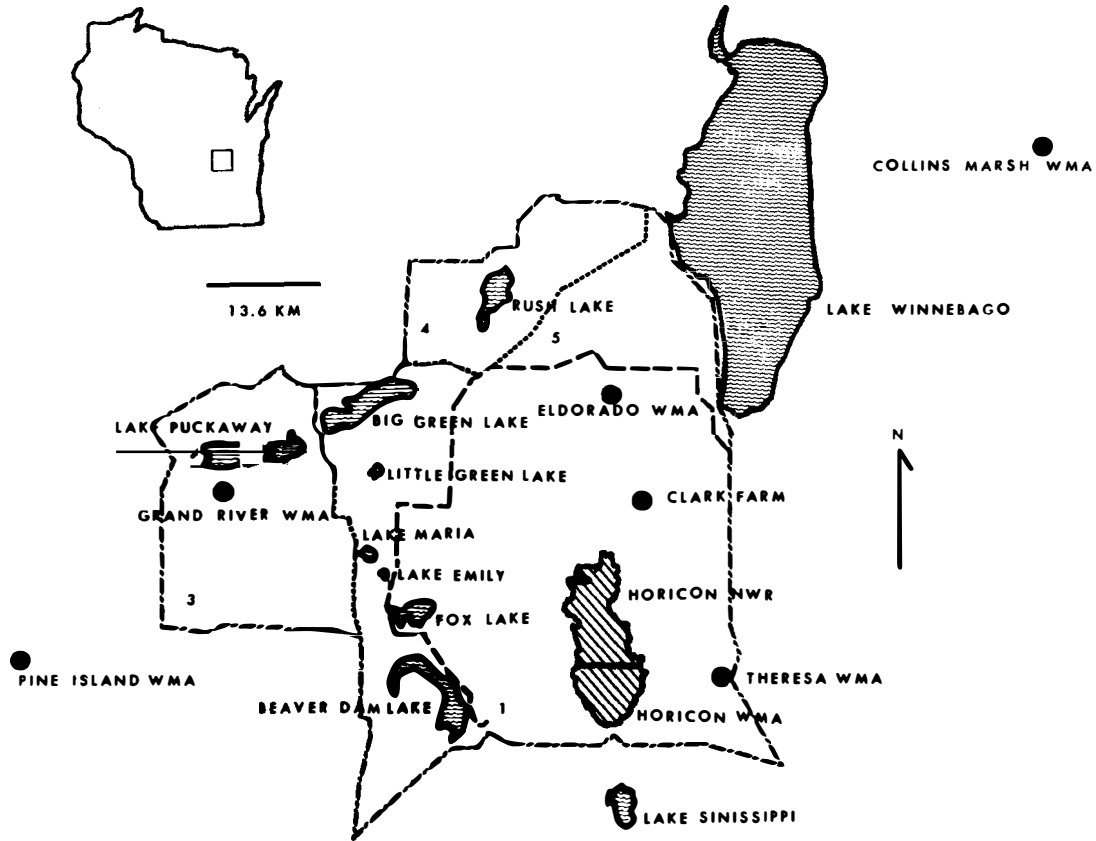 COLLINS MARSH WMA
13.6 KM
RUSH LAKE
LAKE WINNEBAGO
4
5
ELDORADO WMA
BIG GREEN LAKE
LAK PUCKAWAY
N
LITTLE GREEN LAKE
CLARK FARM
GRAND RIVER WMA
LAKE MARIA
LAKE EMILY
HORICON NWR
3
FOX LAKE
PINE ISLAND WMA
THERESA WMA
BEAVER DAM LAKE
1
HORICON WMA
LAKE SINISSIPPI